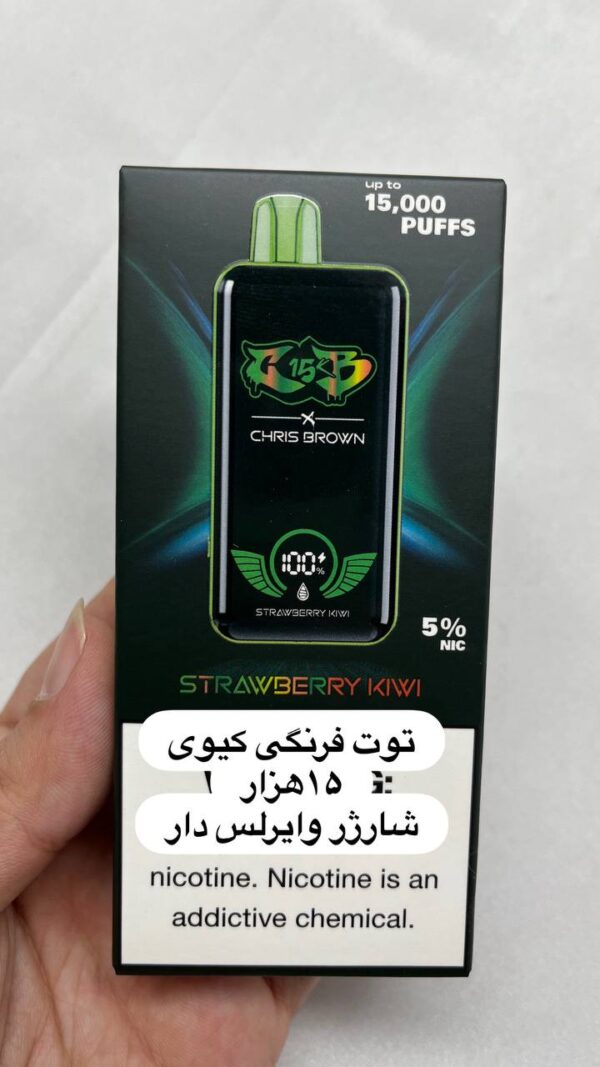 up to
15,000
PUFFS
C15KB
X
CHRIS BROWN
100%
STRAWBERRY KIWI
5%
NIC
STRAWBERRY KIWI
توت فرنگی کیوی
۱۵هزار
شارژر وایرلس دار
nicotine. Nicotine is an
addictive chemical.